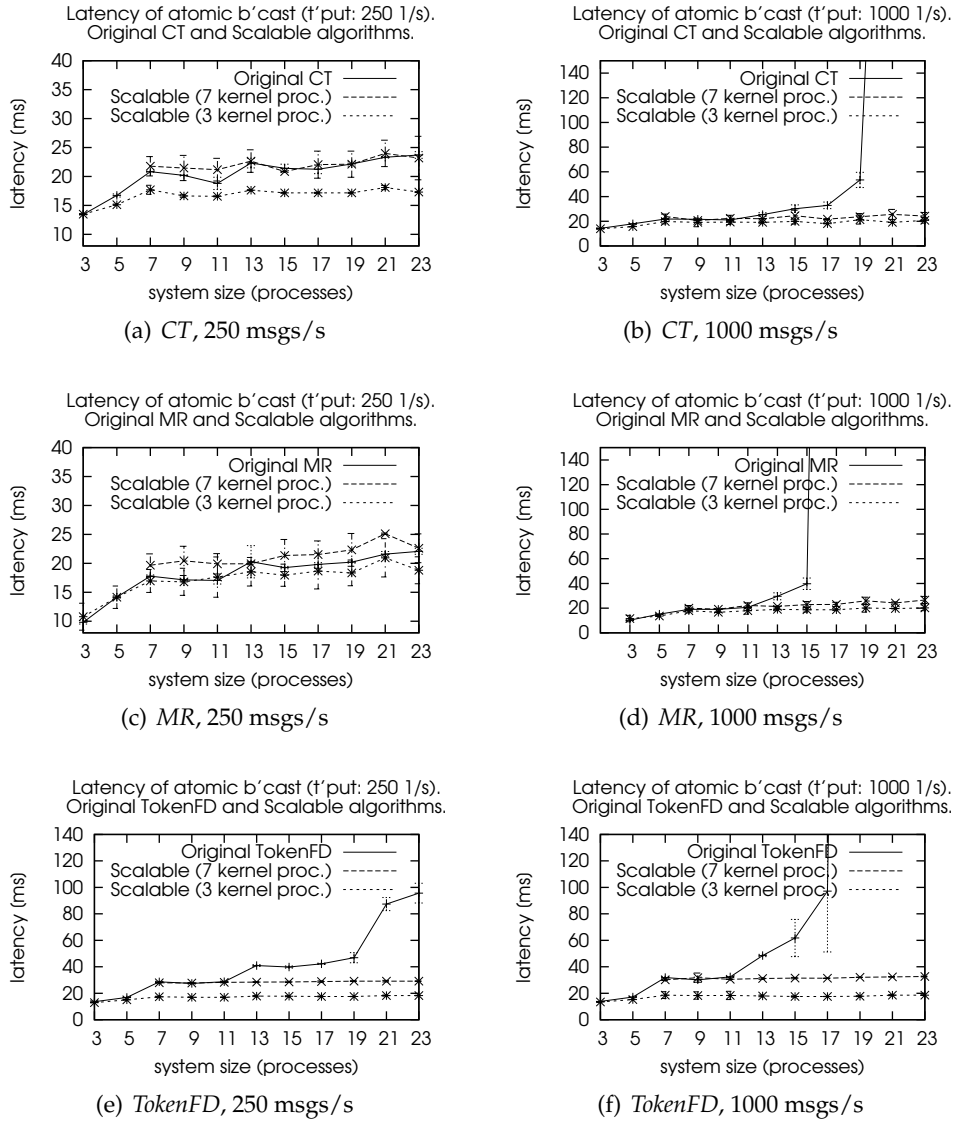 Latency of atomic b'cast (t'put: 250 1/s).
Original CT and Scalable algorithms.
40
35
30
25
20
15
10
latency (ms)
Original CT
Scalable (7 kernel proc.)
Scalable (3 kernel proc.)
3 5 7 9 11 13 15 17 19 21 23
system size (processes)
(a) CT, 250 msgs/s
Latency of atomic b'cast (t'put: 1000 1/s).
Original CT and Scalable algorithms.
140
120
100
80
60
40
20
0
latency (ms)
Original CT
Scalable (7 kernel proc.)
Scalable (3 kernel proc.)
3 5 7 9 11 13 15 17 19 21 23
system size (processes)
(b) CT, 1000 msgs/s
Latency of atomic b'cast (t'put: 250 1/s).
Original MR and Scalable algorithms.
40
35
30
25
20
15
10
latency (ms)
Original MR
Scalable (7 kernel proc.)
Scalable (3 kernel proc.)
3 5 7 9 11 13 15 17 19 21 23
system size (processes)
(c) MR, 250 msgs/s
Latency of atomic b'cast (t'put: 1000 1/s).
Original MR and Scalable algorithms.
140
120
100
80
60
40
20
0
latency (ms)
Original MR
Scalable (7 kernel proc.)
Scalable (3 kernel proc.)
3 5 7 9 11 13 15 17 19 21 23
system size (processes)
(d) MR, 1000 msgs/s
Latency of atomic b'cast (t'put: 250 1/s).
Original TokenFD and Scalable algorithms.
140
120
100
80
60
40
20
0
latency (ms)
Original TokenFD
Scalable (7 kernel proc.)
Scalable (3 kernel proc.)
3 5 7 9 11 13 15 17 19 21 23
system size (processes)
(e) TokenFD, 250 msgs/s
Latency of atomic b'cast (t'put: 1000 1/s).
Original TokenFD and Scalable algorithms.
140
120
100
80
60
40
20
0
latency (ms)
Original TokenFD
Scalable (7 kernel proc.)
Scalable (3 kernel proc.)
3 5 7 9 11 13 15 17 19 21 23
system size (processes)
(f) TokenFD, 1000 msgs/s